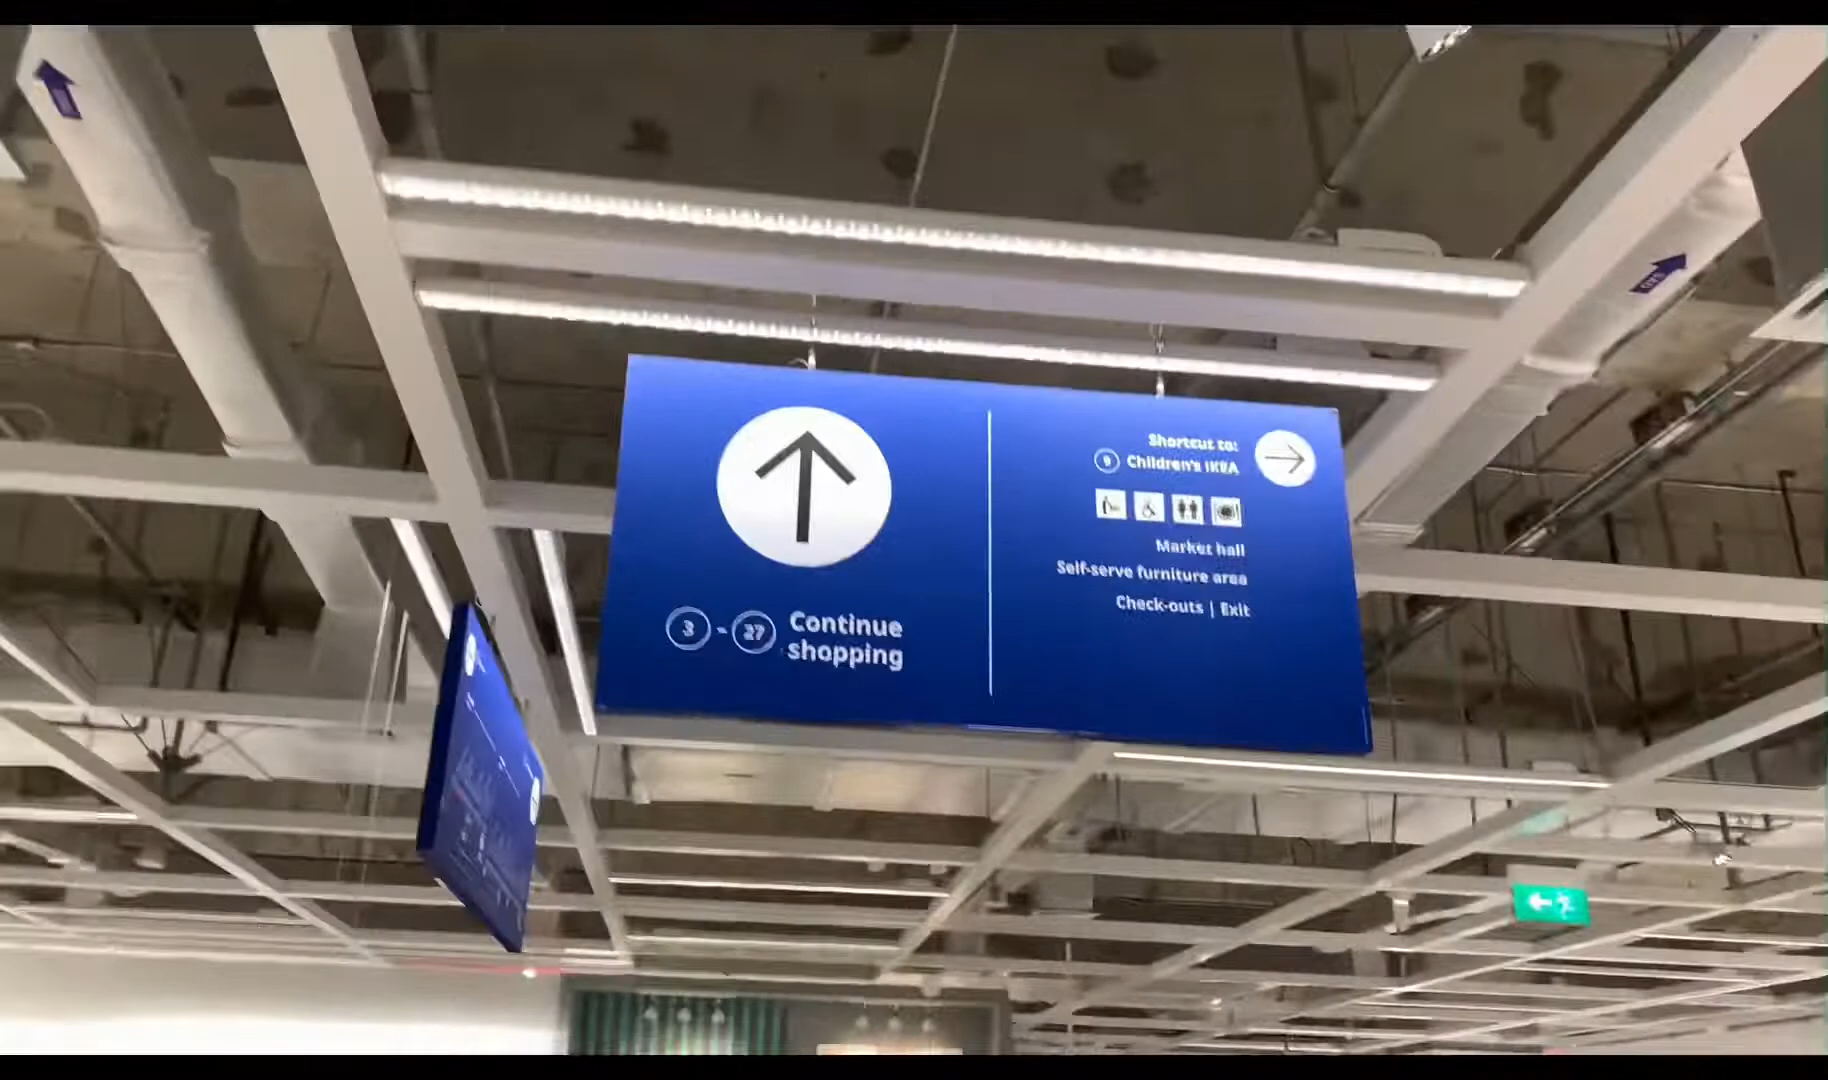 3 - 27 Continue
shopping
Shortcut to:
9 Children's IKEA
Market hall
Self-serve furniture area
Check-outs | Exit